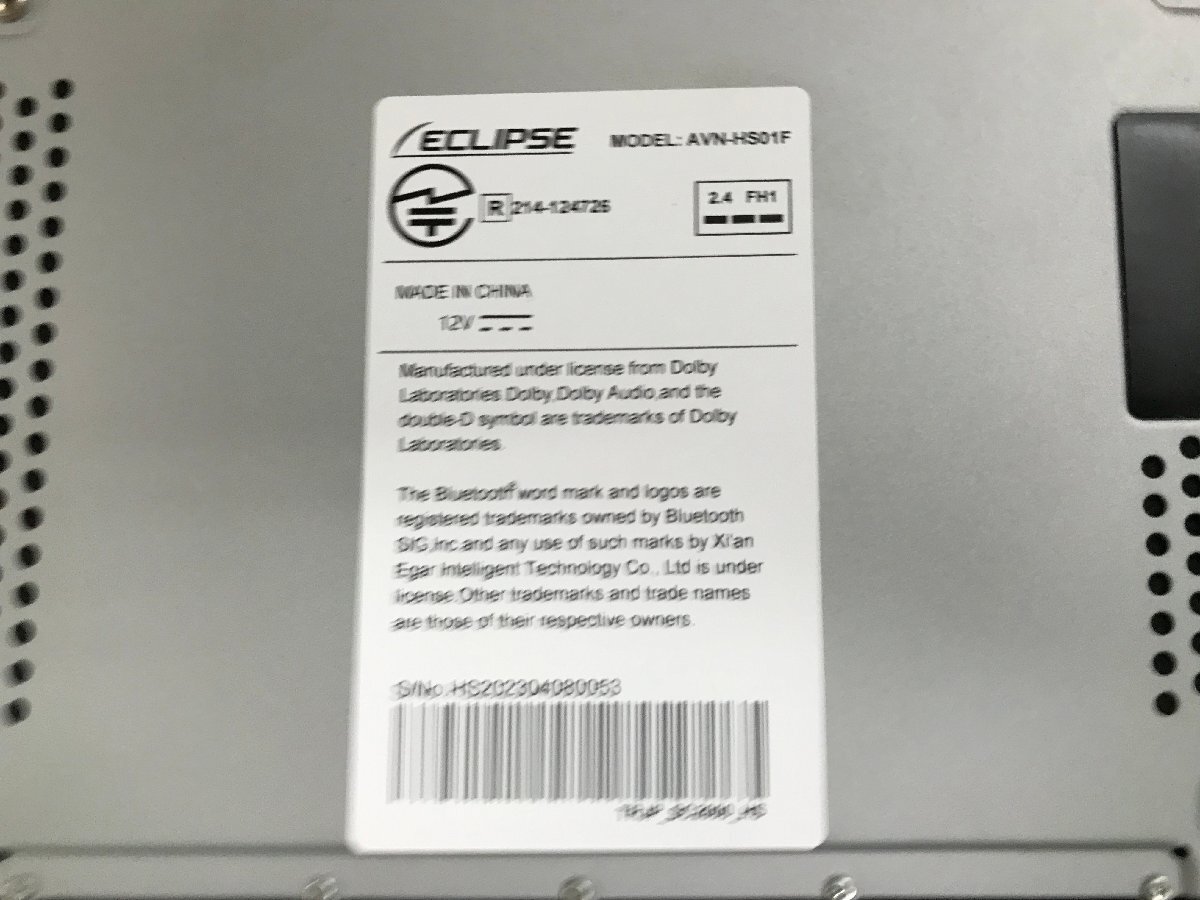 ECLIPSE MODEL: AVN-HS01F
R 214-124726 2.4 FH1
MADE IN CHINA
12V
Manufactured under license from Dolby
Laboratories.Dolby,Dolby Audio,and the
double-D symbol are trademarks of Dolby
Laboratories.
The Bluetooth® word mark and logos are
registered trademarks owned by Bluetooth
SIG,inc.and any use of such marks by Xi'an
Egar Intelligent Technology Co., Ltd is under
license.Other trademarks and trade names
are those of their respective owners.
S/No.:HS202304080053